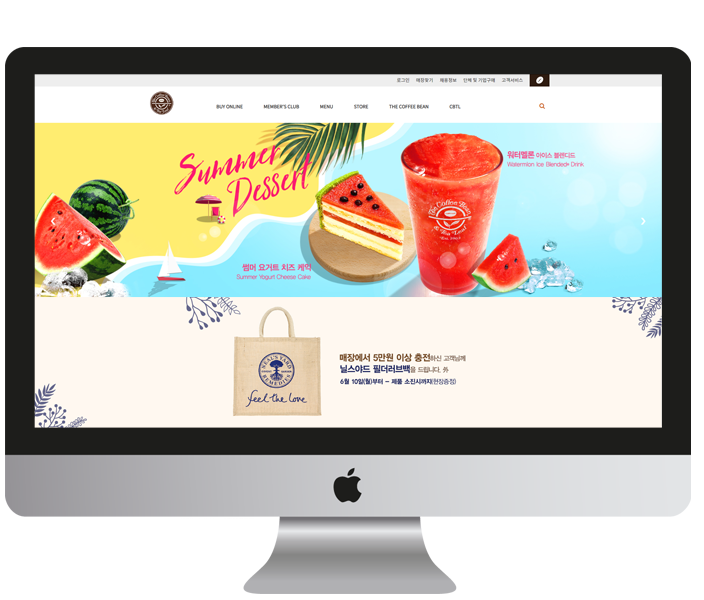 로그인 매장찾기 채용정보 단체 및 기업구매 고객서비스
BUY ONLINE MEMBER'S CLUB MENU STORE THE COFFEE BEAN CBTL
Summer
Dessert
워터멜론 아이스 블렌디드
Watermlon Ice Blended® Drink
The Coffee Bean
& Tea Leaf
Est. 1963
썸머 요거트 치즈 케익
Summer Yogurt Cheese Cake
NEAL'S YARD
REMEDIES
feel the love
매장에서 5만원 이상 충전하신 고객님께
닐스야드 필더러브백을 드립니다.
6월 10일(월)부터 – 제품 소진시까지(현장증정)